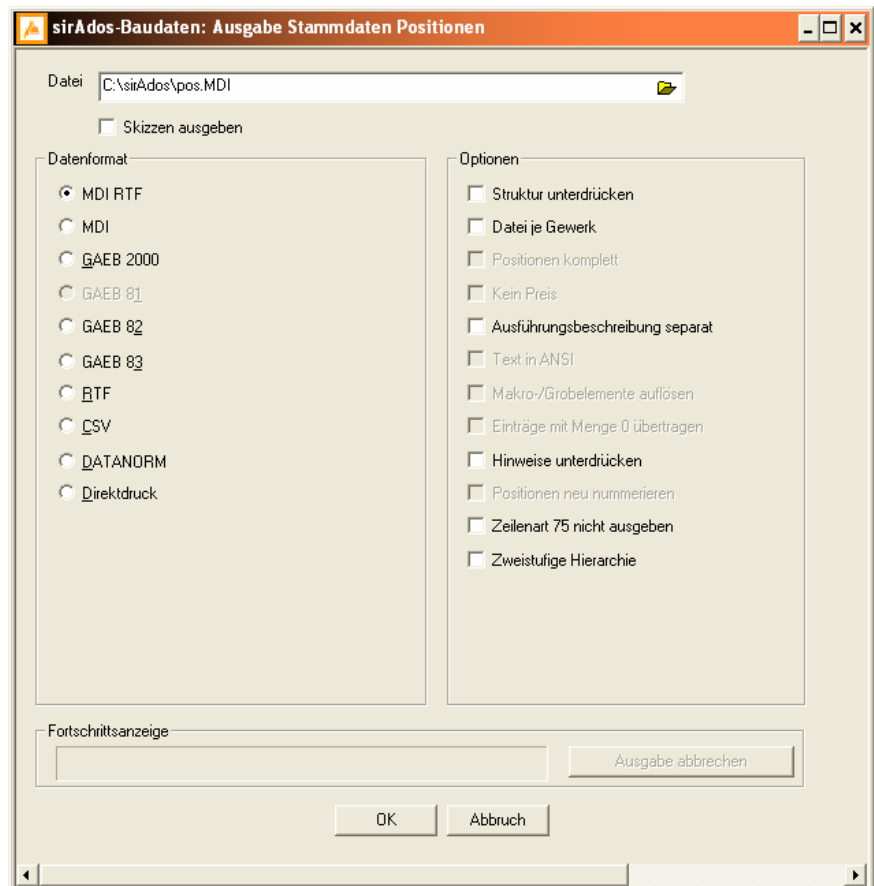 sirAdos-Baudaten: Ausgabe Stammdaten Positionen
Datei C:\sirAdos\pos.MDI
Skizzen ausgeben
Datenformat
MDI RTF
MDI
GAEB 2000
GAEB 81
GAEB 82
GAEB 83
RTF
CSV
DATANORM
Direktdruck
Optionen
Struktur unterdrücken
Datei je Gewerk
Positionen komplett
Kein Preis
Ausführungsbeschreibung separat
Text in ANSI
Makro-/Grobelemente auflösen
Einträge mit Menge 0 übertragen
Hinweise unterdrücken
Positionen neu nummerieren
Zeilenart 75 nicht ausgeben
Zweistufige Hierarchie
Fortschrittsanzeige
Ausgabe abbrechen
OK Abbruch